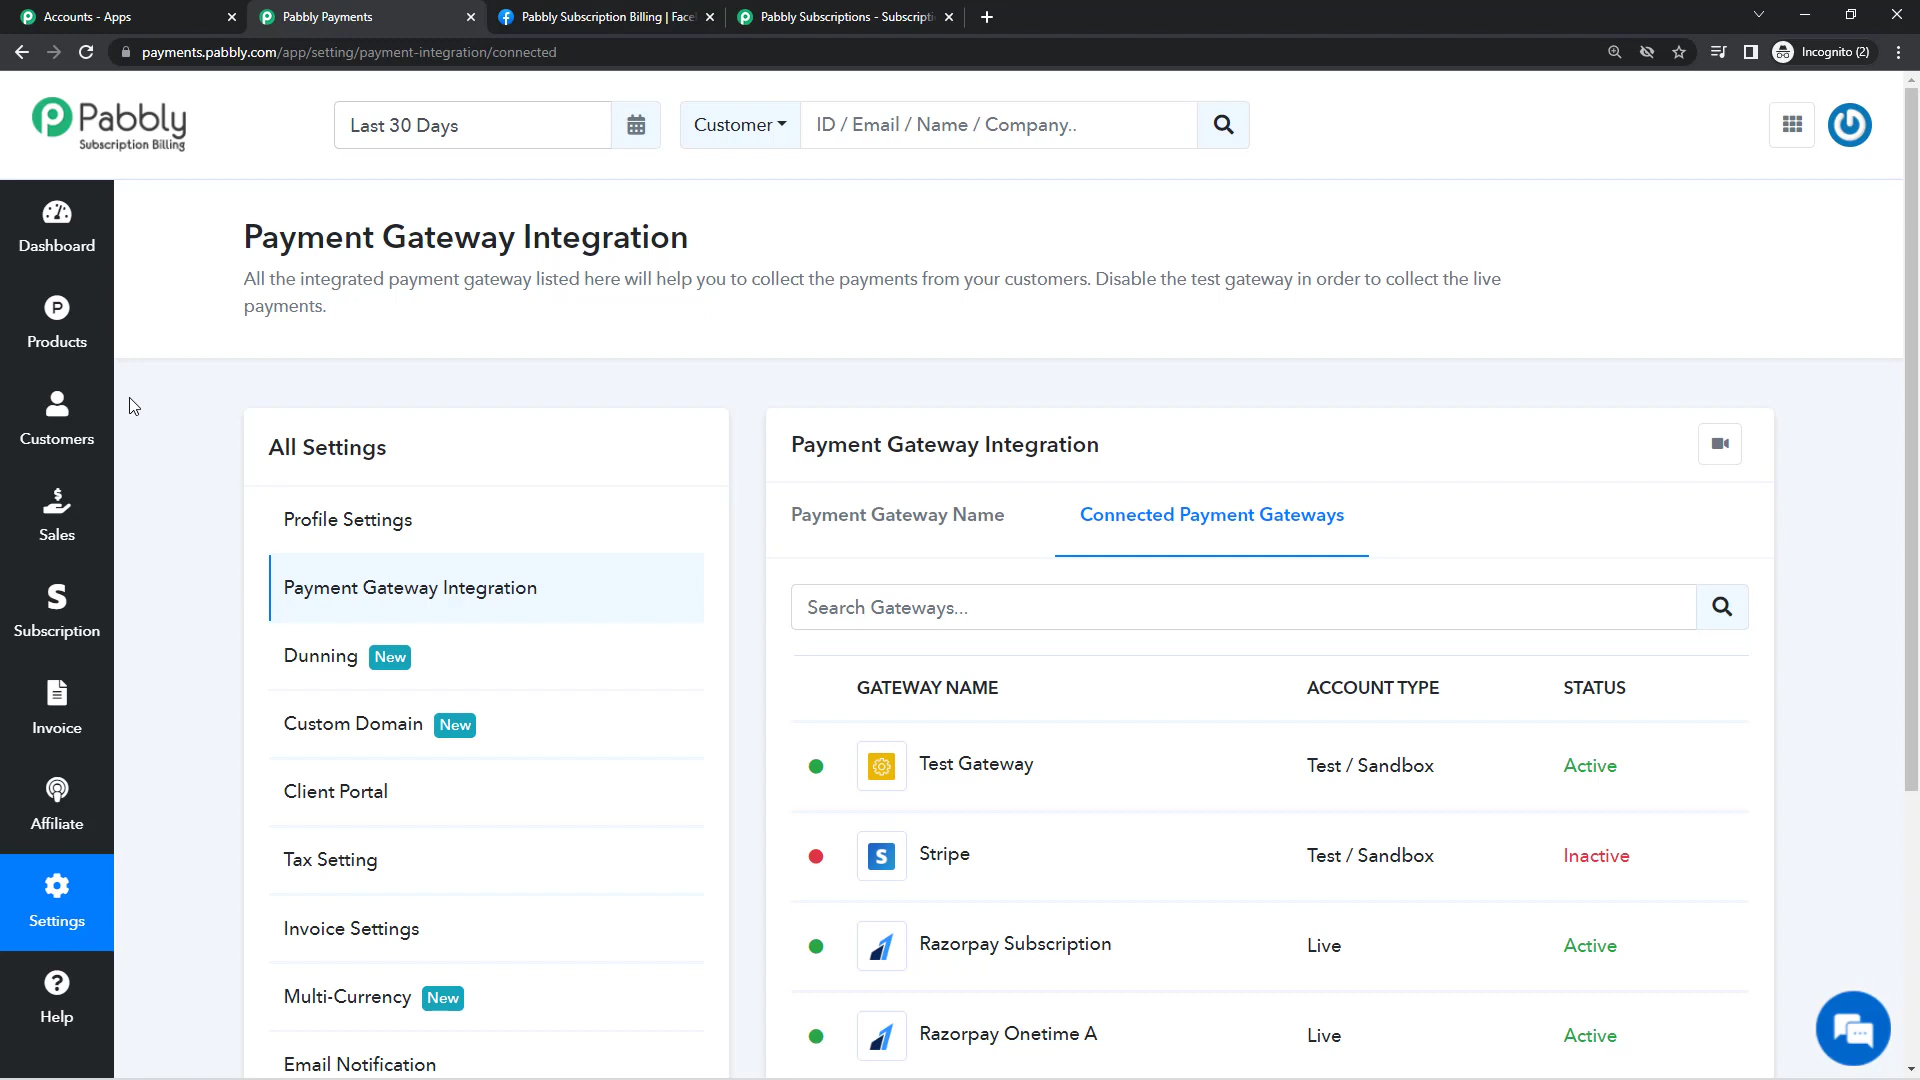 Accounts - Apps
Pabbly Payments
Pabbly Subscription Billing | Face
Pabbly Subscriptions - Subscripti
payments.pabbly.com/app/setting/payment-integration/connected
Incognito (2)
Pabbly
Subscription Billing
Last 30 Days
Customer
ID / Email / Name / Company..
Dashboard
Products
Customers
Sales
Subscription
Invoice
Affiliate
Settings
Help
Payment Gateway Integration
All the integrated payment gateway listed here will help you to collect the payments from your customers. Disable the test gateway in order to collect the live
payments.
All Settings
Profile Settings
Payment Gateway Integration
Dunning New
Custom Domain New
Client Portal
Tax Setting
Invoice Settings
Multi-Currency New
Email Notification
Payment Gateway Integration
Payment Gateway Name
Connected Payment Gateways
Search Gateways...
GATEWAY NAME ACCOUNT TYPE STATUS
Test Gateway Test / Sandbox Active
Stripe Test / Sandbox Inactive
Razorpay Subscription Live Active
Razorpay Onetime A Live Active